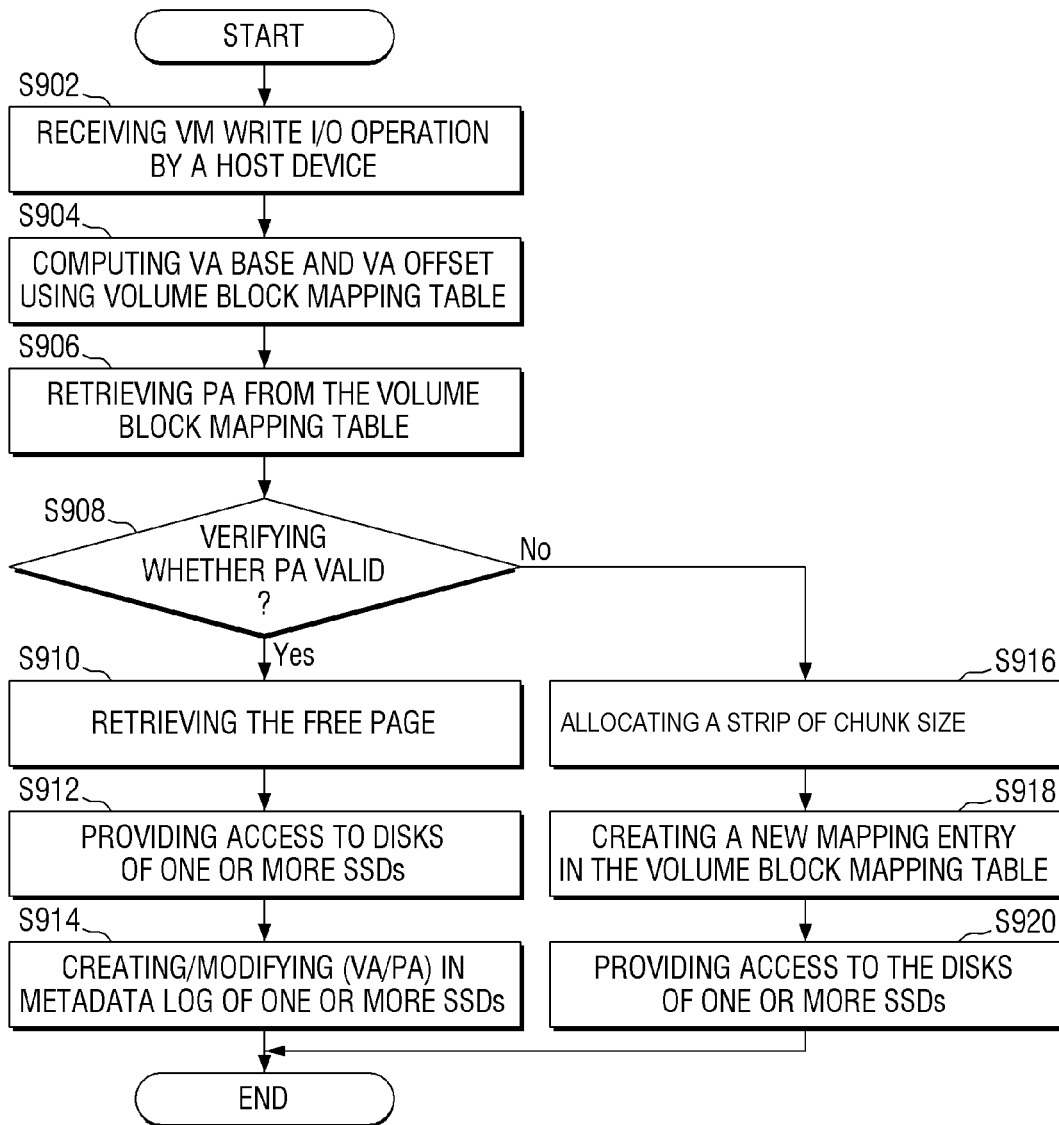 START
S902
RECEIVING VM WRITE I/O OPERATION
BY A HOST DEVICE
S904
COMPUTING VA BASE AND VA OFFSET
USING VOLUME BLOCK MAPPING TABLE
S906
RETRIEVING PA FROM THE VOLUME
BLOCK MAPPING TABLE
S908
VERIFYING
WHETHER PA VALID
?
No
Yes
S910
RETRIEVING THE FREE PAGE
S912
PROVIDING ACCESS TO DISKS
OF ONE OR MORE SSDs
S914
CREATING/MODIFYING (VA/PA) IN
METADATA LOG OF ONE OR MORE SSDs
S916
ALLOCATING A STRIP OF CHUNK SIZE
S918
CREATING A NEW MAPPING ENTRY
IN THE VOLUME BLOCK MAPPING TABLE
S920
PROVIDING ACCESS TO THE DISKS
OF ONE OR MORE SSDs
END